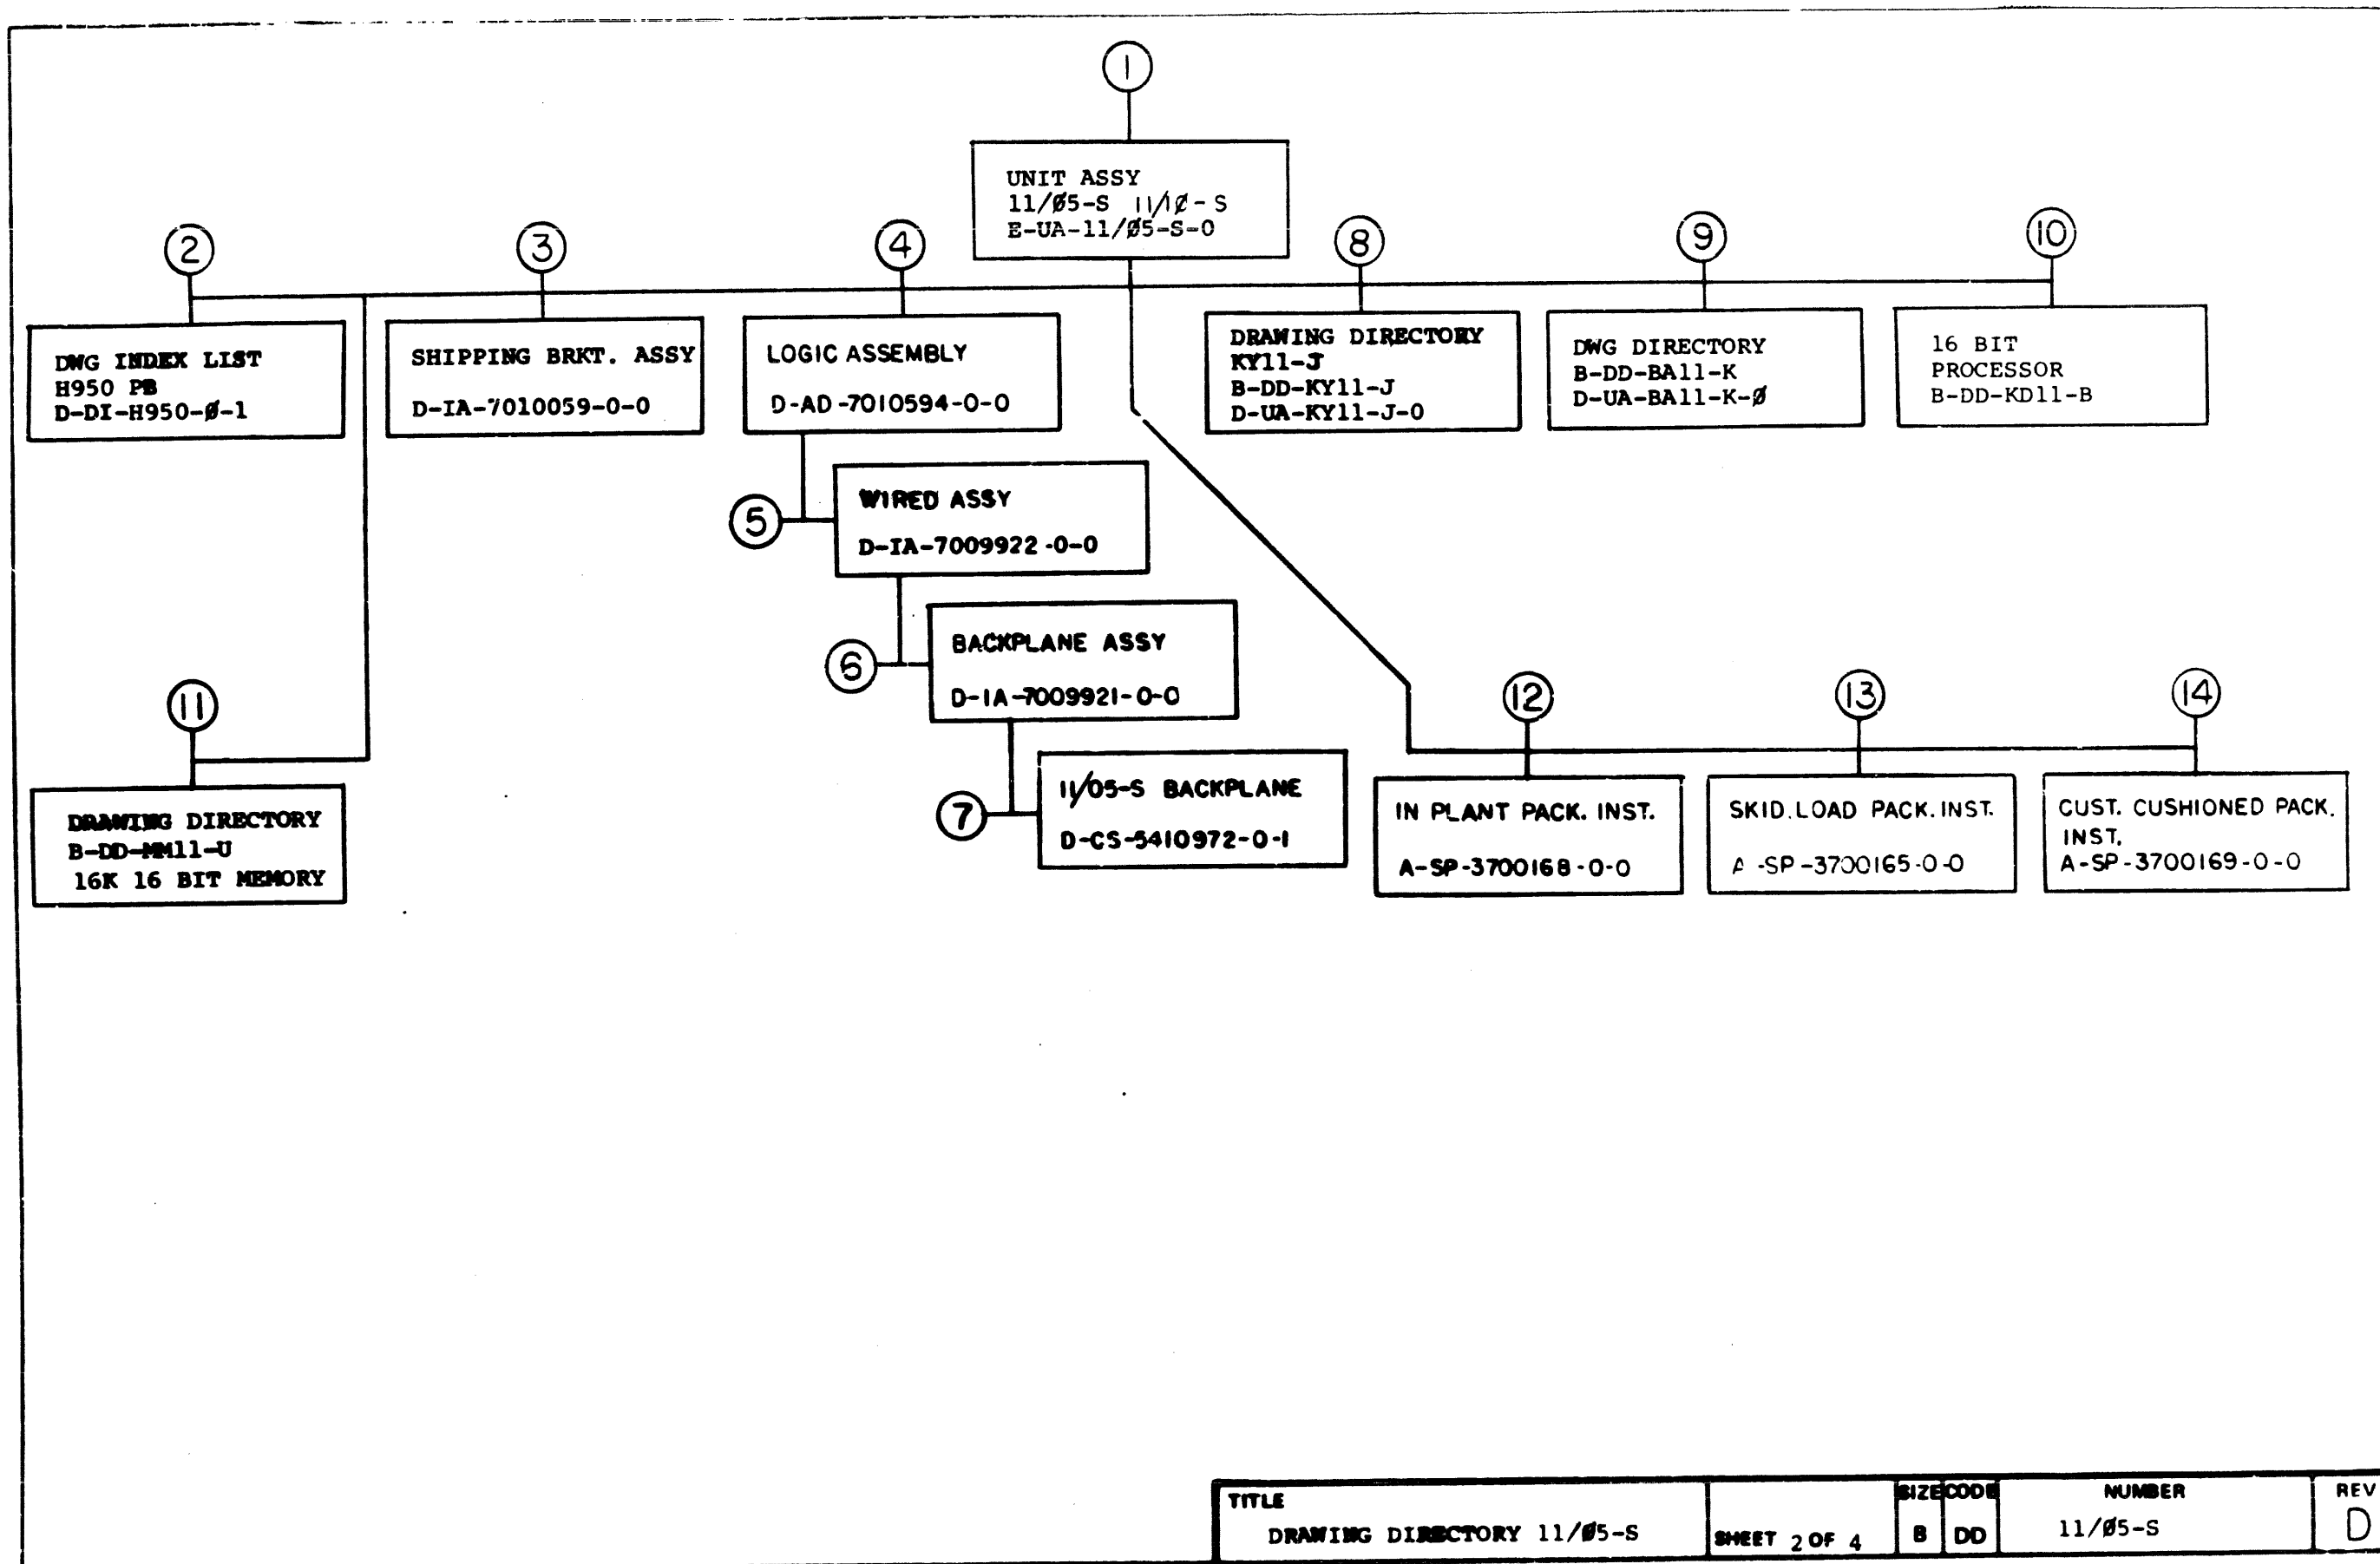 1
UNIT ASSY
11/Ø5-S 11/1Ø-S
E-UA-11/Ø5-S-0
2
DWG INDEX LIST
H950 PB
D-DI-H950-Ø-1
3
SHIPPING BRKT. ASSY
D-IA-7010059-0-0
4
LOGIC ASSEMBLY
D-AD-7010594-0-0
5
WIRED ASSY
D-IA-7009922-0-0
6
BACKPLANE ASSY
D-IA-7009921-0-0
7
11/05-S BACKPLANE
D-CS-5410972-0-1
8
DRAWING DIRECTORY
KY11-J
B-DD-KY11-J
D-UA-KY11-J-0
9
DWG DIRECTORY
B-DD-BA11-K
D-UA-BA11-K-Ø
10
16 BIT
PROCESSOR
B-DD-KD11-B
11
DRAWING DIRECTORY
B-DD-MM11-U
16K 16 BIT MEMORY
12
IN PLANT PACK. INST.
A-SP-3700168-0-0
13
SKID.LOAD PACK.INST.
A-SP-3700165-0-0
14
CUST. CUSHIONED PACK.
INST.
A-SP-3700169-0-0
TITLE
DRAWING DIRECTORY 11/Ø5-S
SHEET 2 OF 4
SIZE
B
CODE
DD
NUMBER
11/Ø5-S
REV
D